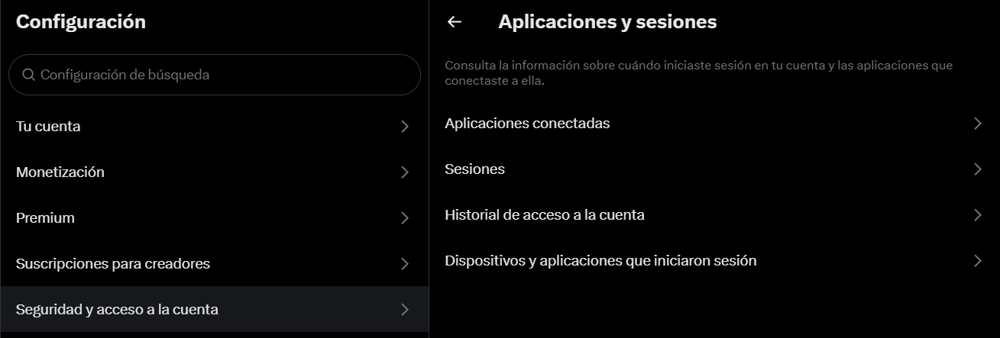 Configuración
Configuración de búsqueda
Tu cuenta
Monetización
Premium
Suscripciones para creadores
Seguridad y acceso a la cuenta
Aplicaciones y sesiones
Consulta la información sobre cuándo iniciaste sesión en tu cuenta y las aplicaciones que
conectaste a ella.
Aplicaciones conectadas
Sesiones
Historial de acceso a la cuenta
Dispositivos y aplicaciones que iniciaron sesión